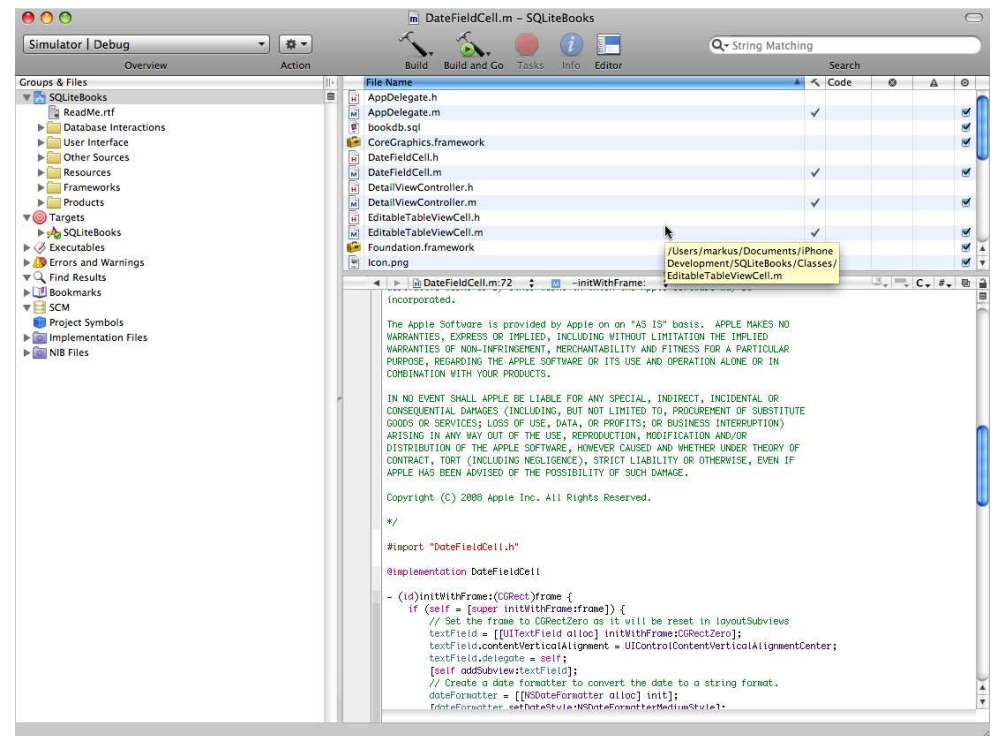 DateFieldCell.m – SQLiteBooks
Simulator | Debug
String Matching
Overview
Action
Build
Build and Go
Tasks
Info
Editor
Search
Groups & Files
SQLiteBooks
ReadMe.rtf
Database Interactions
User Interface
Other Sources
Resources
Frameworks
Products
Targets
SQLiteBooks
Executables
Errors and Warnings
Find Results
Bookmarks
SCM
Project Symbols
Implementation Files
NIB Files
File Name
Code
AppDelegate.h
AppDelegate.m
bookdb.sql
CoreGraphics.framework
DateFieldCell.h
DateFieldCell.m
DetailViewController.h
DetailViewController.m
EditableTableViewCell.h
EditableTableViewCell.m
Foundation.framework
Icon.png
/Users/markus/Documents/iPhone
Development/SQLiteBooks/Classes/
EditableTableViewCell.m
DateFieldCell.m:72
-initWithFrame:
C
#
incorporated.
The Apple Software is provided by Apple on an "AS IS" basis. APPLE MAKES NO
WARRANTIES, EXPRESS OR IMPLIED, INCLUDING WITHOUT LIMITATION THE IMPLIED
WARRANTIES OF NON-INFRINGEMENT, MERCHANTABILITY AND FITNESS FOR A PARTICULAR
PURPOSE, REGARDING THE APPLE SOFTWARE OR ITS USE AND OPERATION ALONE OR IN
COMBINATION WITH YOUR PRODUCTS.
IN NO EVENT SHALL APPLE BE LIABLE FOR ANY SPECIAL, INDIRECT, INCIDENTAL OR
CONSEQUENTIAL DAMAGES (INCLUDING, BUT NOT LIMITED TO, PROCUREMENT OF SUBSTITUTE
GOODS OR SERVICES; LOSS OF USE, DATA, OR PROFITS; OR BUSINESS INTERRUPTION)
ARISING IN ANY WAY OUT OF THE USE, REPRODUCTION, MODIFICATION AND/OR
DISTRIBUTION OF THE APPLE SOFTWARE, HOWEVER CAUSED AND WHETHER UNDER THEORY OF
CONTRACT, TORT (INCLUDING NEGLIGENCE), STRICT LIABILITY OR OTHERWISE, EVEN IF
APPLE HAS BEEN ADVISED OF THE POSSIBILITY OF SUCH DAMAGE.
Copyright (C) 2008 Apple Inc. All Rights Reserved.
*/
#import "DateFieldCell.h"
@implementation DateFieldCell
- (id)initWithFrame:(CGRect)frame {
if (self = [super initWithFrame:frame]) {
// Set the frame to CGRectZero as it will be reset in layoutSubviews
textField = [[UITextField alloc] initWithFrame:CGRectZero];
textField.contentVerticalAlignment = UIControlContentVerticalAlignmentCenter;
textField.delegate = self;
[self addSubview:textField];
// Create a date formatter to convert the date to a string format.
dateFormatter = [[NSDateFormatter alloc] init];
[dateFormatter setDateStyle:NSDateFormatterMediumStyle];